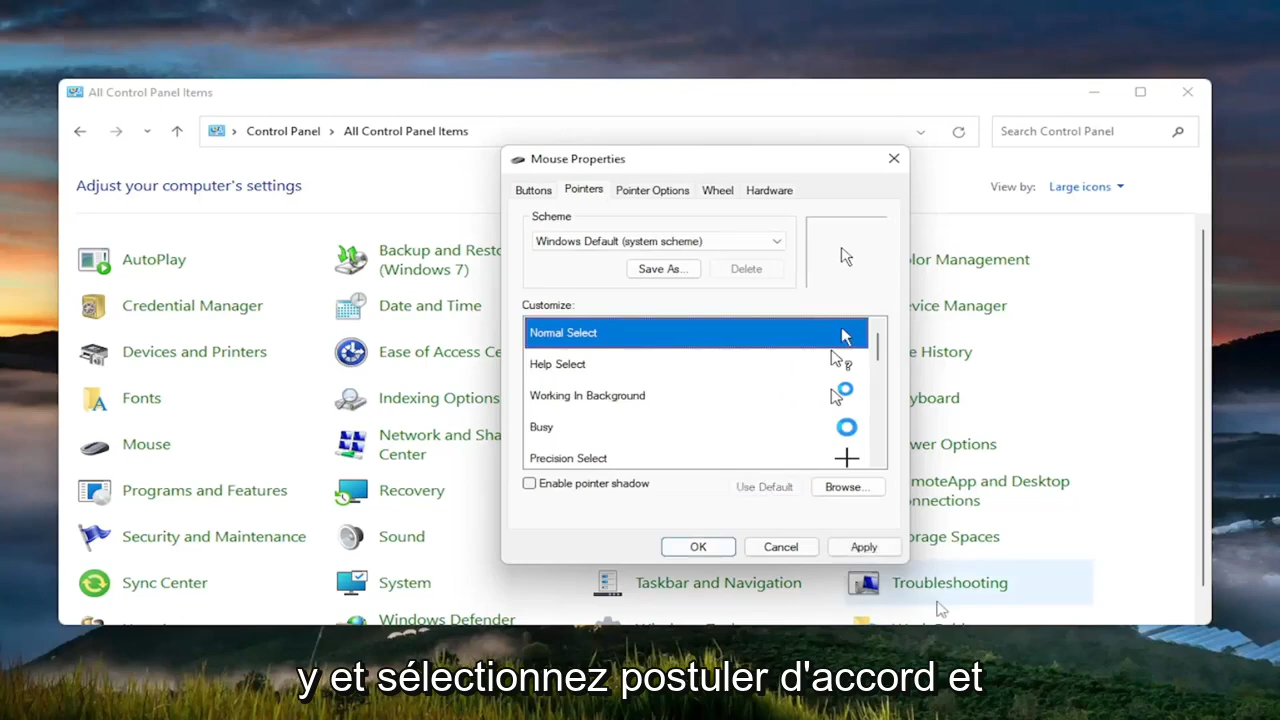 All Control Panel Items
Control Panel > All Control Panel Items
Search Control Panel
Adjust your computer's settings
View by: Large icons
AutoPlay
Backup and Resto
(Windows 7)
olor Management
Credential Manager
Date and Time
evice Manager
Devices and Printers
Ease of Access Ce
e History
Fonts
Indexing Options
eyboard
Mouse
Network and Sha
Center
wer Options
Programs and Features
Recovery
moteApp and Desktop
onnections
Security and Maintenance
Sound
orage Spaces
Sync Center
System
Taskbar and Navigation
Troubleshooting
Windows Defender
Mouse Properties
Buttons Pointers Pointer Options Wheel Hardware
Scheme
Windows Default (system scheme)
Save As... Delete
Customize:
Normal Select
Help Select
Working In Background
Busy
Precision Select
Enable pointer shadow
Use Default Browse...
OK Cancel Apply
y et sélectionnez postuler d'accord et